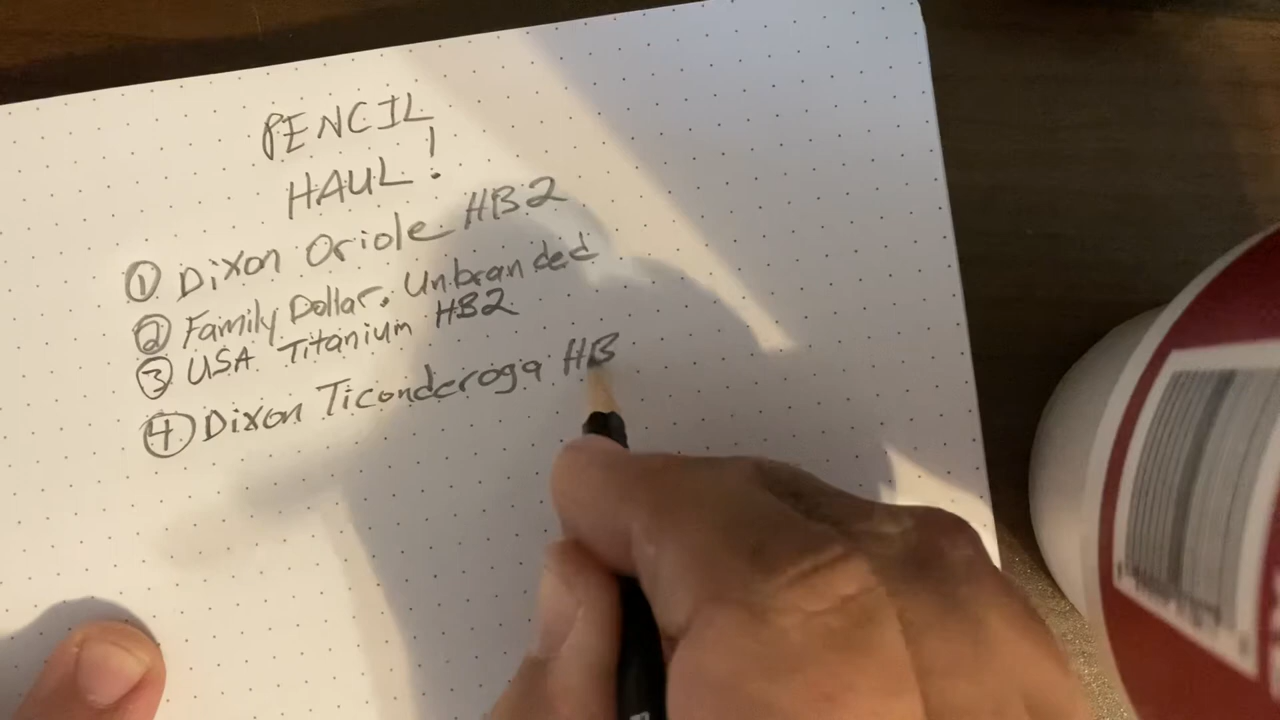 PENCIL
HAUL!
① Dixon Oriole HB2
② Family Dollar. Unbranded
③ USA Titanium HB2
④ Dixon Ticonderoga HB